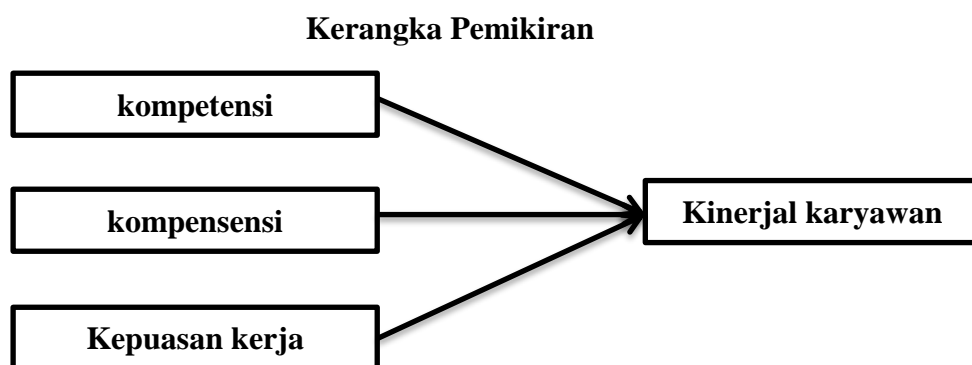 Kerangka Pemikiran
kompetensi
kompensensi
Kinerjal karyawan
Kepuasan kerja